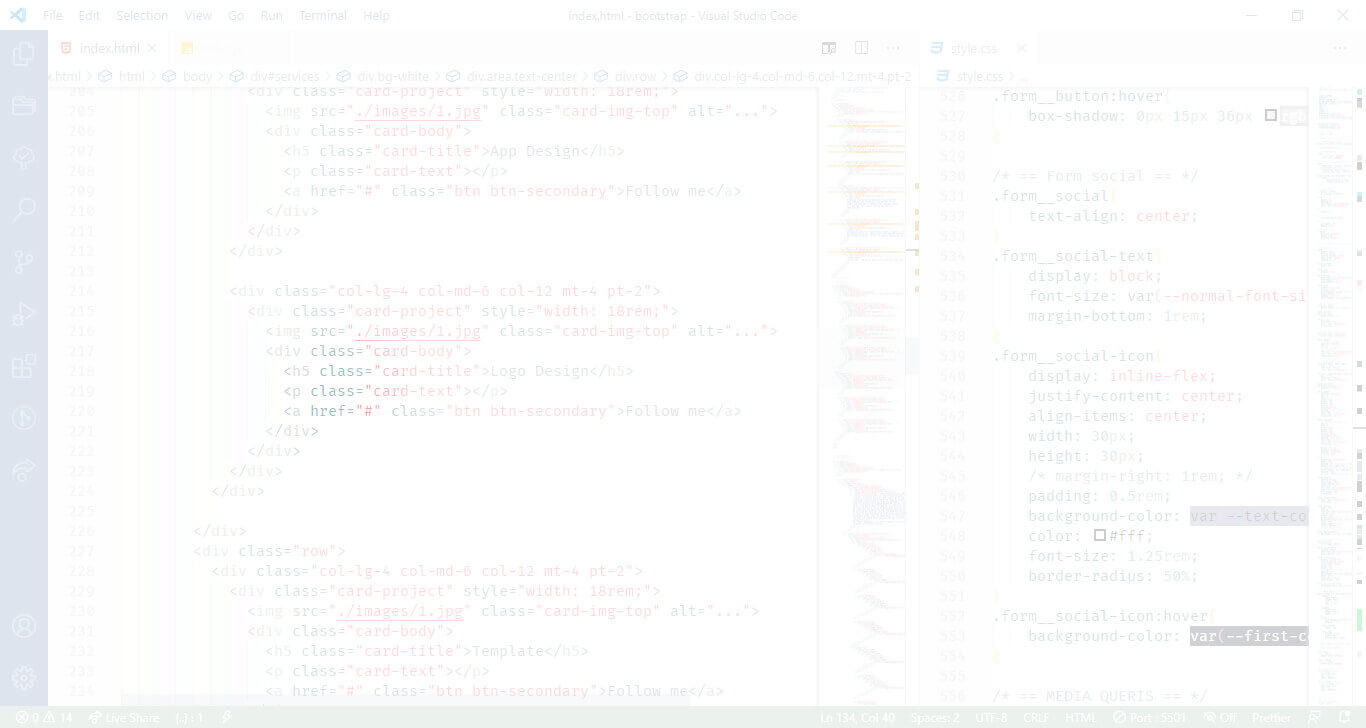 File Edit Selection View Go Run Terminal Help index.html - bootstrap - Visual Studio Code
index.html
html > html > body > div#services > div.bg-white > div.area.text-center > div.row > div.col-lg-4.col-md-6.col-12.mt-4.pt-2
204 <div class="card-project" style="width: 18rem;">
205 <img src="./images/1.jpg" class="card-img-top" alt="...">
206 <div class="card-body">
207 <h5 class="card-title">App Design</h5>
208 <p class="card-text"></p>
209 <a href="#" class="btn btn-secondary">Follow me</a>
210 </div>
211 </div>
212 </div>
213
214 <div class="col-lg-4 col-md-6 col-12 mt-4 pt-2">
215 <div class="card-project" style="width: 18rem;">
216 <img src="./images/1.jpg" class="card-img-top" alt="...">
217 <div class="card-body">
218 <h5 class="card-title">Logo Design</h5>
219 <p class="card-text"></p>
220 <a href="#" class="btn btn-secondary">Follow me</a>
221 </div>
222 </div>
223 </div>
224 </div>
225
226 </div>
227 <div class="row">
228 <div class="col-lg-4 col-md-6 col-12 mt-4 pt-2">
229 <div class="card-project" style="width: 18rem;">
230 <img src="./images/1.jpg" class="card-img-top" alt="...">
231 <div class="card-body">
232 <h5 class="card-title">Template</h5>
233 <p class="card-text"></p>
234 <a href="#" class="btn btn-secondary">Follow me</a>
style.css
style.css > ...
526 .form__button:hover{
527 box-shadow: 0px 15px 36px
528 }
529
530 /* == Form social == */
531 .form__social{
532 text-align: center;
533 }
534 .form__social-text{
535 display: block;
536 font-size: var(--normal-font-si
537 margin-bottom: 1rem;
538 }
539 .form__social-icon{
540 display: inline-flex;
541 justify-content: center;
542 align-items: center;
543 width: 30px;
544 height: 30px;
545 /* margin-right: 1rem; */
546 padding: 0.5rem;
547 background-color: var --text-co
548 color: #fff;
549 font-size: 1.25rem;
550 border-radius: 50%;
551 }
552 .form__social-icon:hover{
553 background-color: var(--first-co
554 }
555
556 /* == MEDIA QUERIS == */
0 14 Live Share {..} : 1 Ln 134, Col 40 Spaces: 2 UTF-8 CRLF HTML Port : 5501 Off Prettier